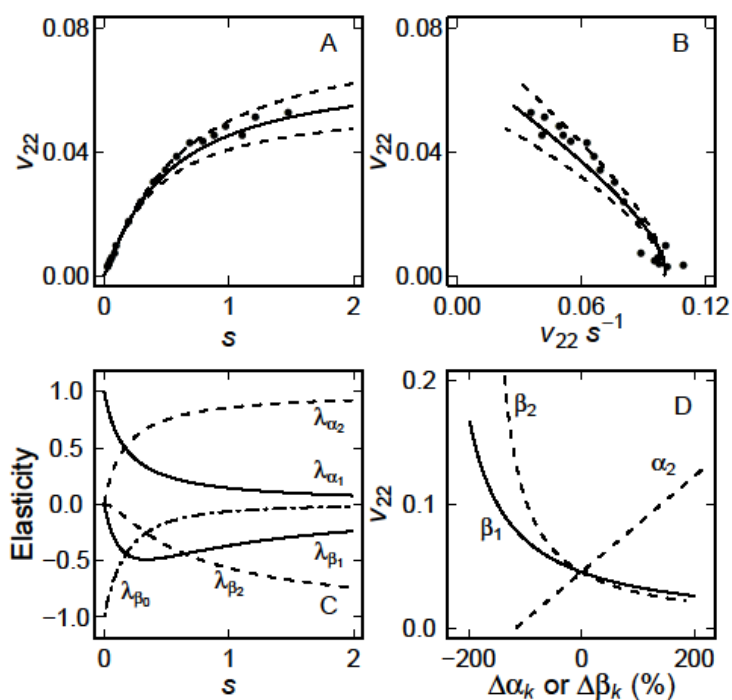 A
0.08
0.04
0.00
v₂₂
0 1 2
s
B
0.08
0.04
0.00
v₂₂
0.00 0.06 0.12
v₂₂ s⁻¹
C
1.0
0.5
0.0
−0.5
−1.0
Elasticity
λα₂
λα₁
λβ₁
λβ₂
λβ₀
0 1 2
s
D
0.2
0.1
0.0
v₂₂
β₂
α₂
β₁
−200 0 200
Δαₖ or Δβₖ (%)